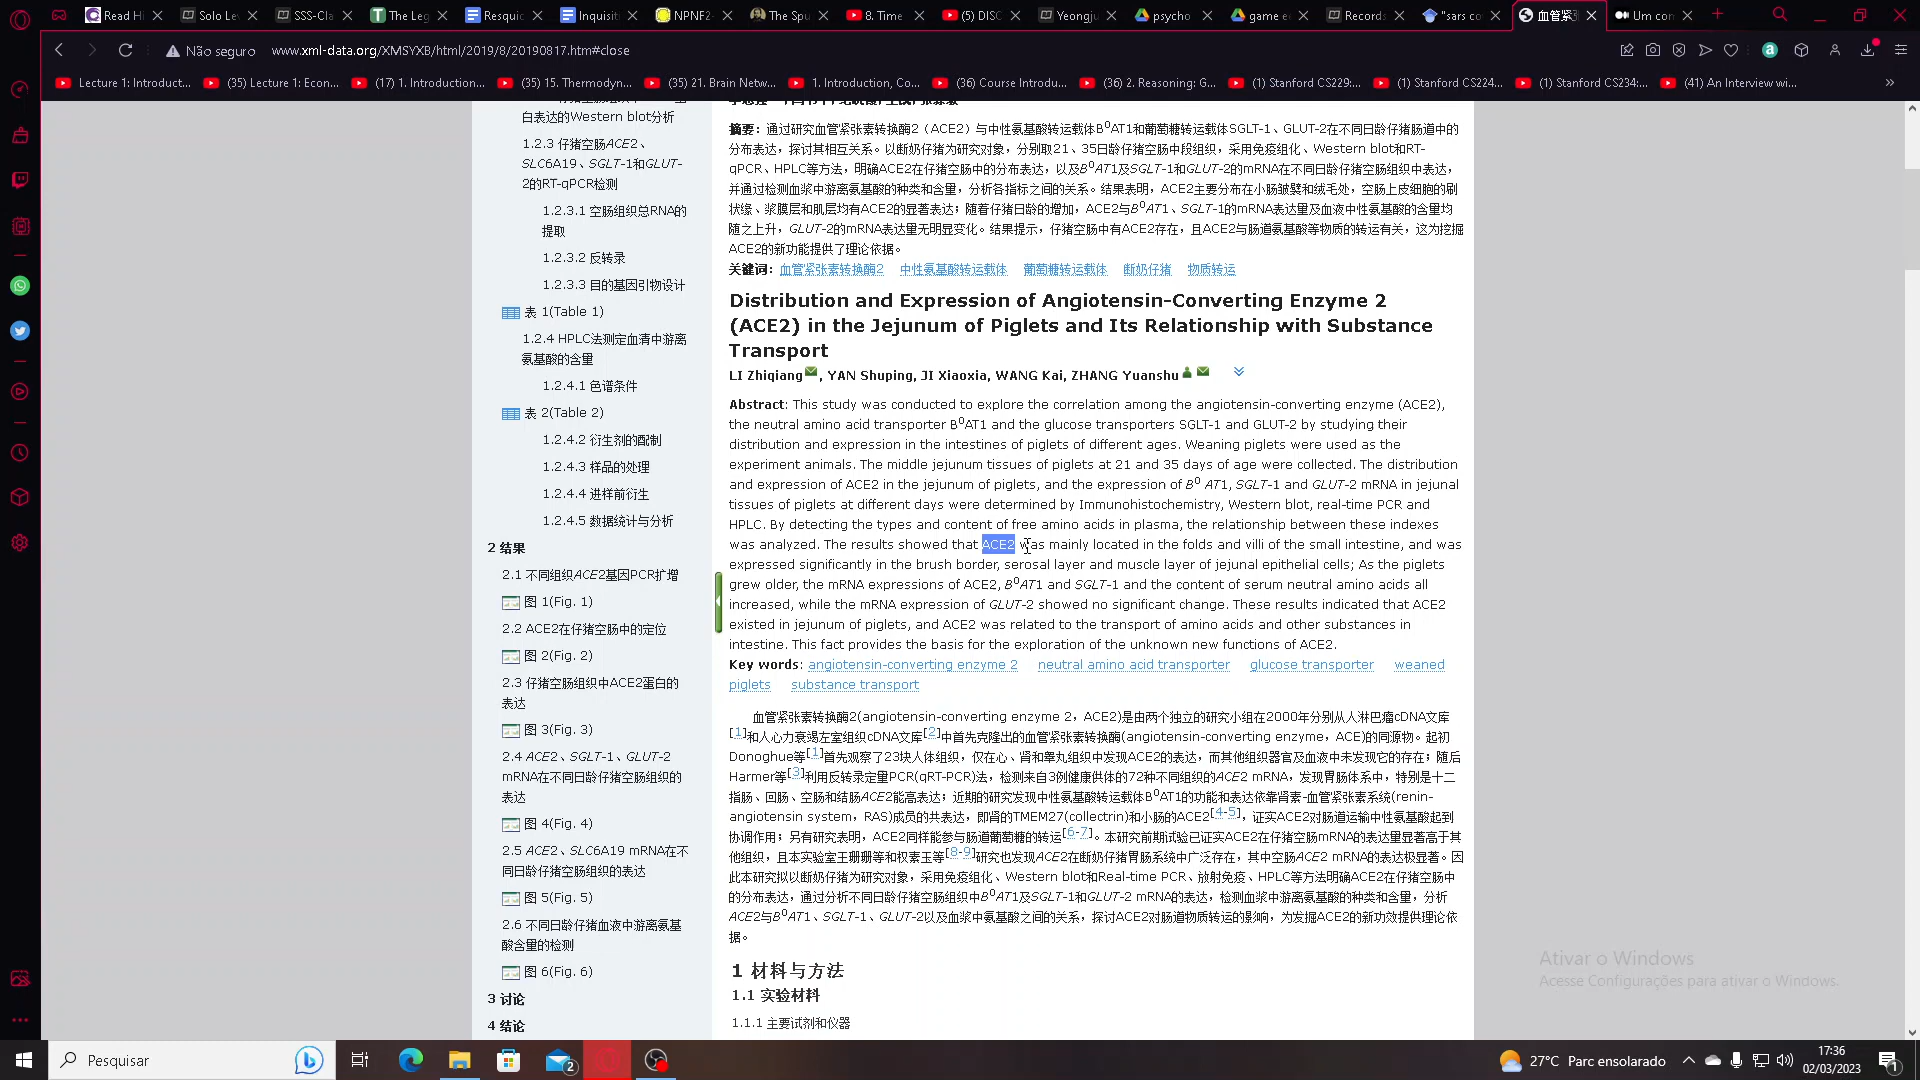 Read Hi
Solo Le
SSS-Cla
The Leg
Resquic
Inquisiti
NPNF2-
The Spu
8. Time
(5) DISC
Yeongju
psycho
game e
Records
"sars co
血管紧
Um con
Não seguro
www.xml-data.org/XMSYXB/html/2019/8/20190817.htm#close
Lecture 1: Introduct...
(35) Lecture 1: Econ...
(17) 1. Introduction...
(35) 15. Thermodyn...
(35) 21. Brain Netw...
1. Introduction, Co...
(36) Course Introdu...
(36) 2. Reasoning: G...
(1) Stanford CS229:...
(1) Stanford CS224...
(1) Stanford CS234:...
(41) An Interview wi...
白表达的Western blot分析
1.2.3 仔猪空肠ACE2、
SLC6A19、SGLT-1和GLUT-
2的RT-qPCR检测
1.2.3.1 空肠组织总RNA的
提取
1.2.3.2 反转录
1.2.3.3 目的基因引物设计
表 1(Table 1)
1.2.4 HPLC法测定血清中游离
氨基酸的含量
1.2.4.1 色谱条件
表 2(Table 2)
1.2.4.2 衍生剂的配制
1.2.4.3 样品的处理
1.2.4.4 进样前衍生
1.2.4.5 数据统计与分析
2 结果
2.1 不同组织ACE2基因PCR扩增
图 1(Fig. 1)
2.2 ACE2在仔猪空肠中的定位
图 2(Fig. 2)
2.3 仔猪空肠组织中ACE2蛋白的
表达
图 3(Fig. 3)
2.4 ACE2、SGLT-1、GLUT-2
mRNA在不同日龄仔猪空肠组织的
表达
图 4(Fig. 4)
2.5 ACE2、SLC6A19 mRNA在不
同日龄仔猪空肠组织的表达
图 5(Fig. 5)
2.6 不同日龄仔猪血液中游离氨基
酸含量的检测
图 6(Fig. 6)
3 讨论
4 结论
摘要: 通过研究血管紧张素转换酶2（ACE2）与中性氨基酸转运载体B0AT1和葡萄糖转运载体SGLT-1、GLUT-2在不同日龄仔猪肠道中的
分布表达，探讨其相互关系。以断奶仔猪为研究对象，分别取21、35日龄仔猪空肠中段组织，采用免疫组化、Western blot和RT-
qPCR、HPLC等方法，明确ACE2在仔猪空肠中的分布表达，以及B0AT1及SGLT-1和GLUT-2的mRNA在不同日龄仔猪空肠组织中表达，
并通过检测血浆中游离氨基酸的种类和含量，分析各指标之间的关系。结果表明，ACE2主要分布在小肠皱襞和绒毛处，空肠上皮细胞的刷
状缘、浆膜层和肌层均有ACE2的显著表达；随着仔猪日龄的增加，ACE2与B0AT1、SGLT-1的mRNA表达量及血液中性氨基酸的含量均
随之上升，GLUT-2的mRNA表达量无明显变化。结果提示，仔猪空肠中有ACE2存在，且ACE2与肠道氨基酸等物质的转运有关，这为挖掘
ACE2的新功能提供了理论依据。
关键词: 血管紧张素转换酶2 中性氨基酸转运载体 葡萄糖转运载体 断奶仔猪 物质转运
Distribution and Expression of Angiotensin-Converting Enzyme 2
(ACE2) in the Jejunum of Piglets and Its Relationship with Substance
Transport
LI Zhiqiang, YAN Shuping, JI Xiaoxia, WANG Kai, ZHANG Yuanshu
Abstract: This study was conducted to explore the correlation among the angiotensin-converting enzyme (ACE2),
the neutral amino acid transporter B0AT1 and the glucose transporters SGLT-1 and GLUT-2 by studying their
distribution and expression in the intestines of piglets of different ages. Weaning piglets were used as the
experiment animals. The middle jejunum tissues of piglets at 21 and 35 days of age were collected. The distribution
and expression of ACE2 in the jejunum of piglets, and the expression of B0 AT1, SGLT-1 and GLUT-2 mRNA in jejunal
tissues of piglets at different days were determined by Immunohistochemistry, Western blot, real-time PCR and
HPLC. By detecting the types and content of free amino acids in plasma, the relationship between these indexes
was analyzed. The results showed that ACE2 was mainly located in the folds and villi of the small intestine, and was
expressed significantly in the brush border, serosal layer and muscle layer of jejunal epithelial cells; As the piglets
grew older, the mRNA expressions of ACE2, B0AT1 and SGLT-1 and the content of serum neutral amino acids all
increased, while the mRNA expression of GLUT-2 showed no significant change. These results indicated that ACE2
existed in jejunum of piglets, and ACE2 was related to the transport of amino acids and other substances in
intestine. This fact provides the basis for the exploration of the unknown new functions of ACE2.
Key words: angiotensin-converting enzyme 2 neutral amino acid transporter glucose transporter weaned
piglets substance transport
血管紧张素转换酶2(angiotensin-converting enzyme 2，ACE2)是由两个独立的研究小组在2000年分别从人淋巴瘤cDNA文库
[1]和人心力衰竭左室组织cDNA文库[2]中首先克隆出的血管紧张素转换酶(angiotensin-converting enzyme，ACE)的同源物。起初
Donoghue等[1]首先观察了23块人体组织，仅在心、肾和睾丸组织中发现ACE2的表达，而其他组织器官及血液中未发现它的存在；随后
Harmer等[3]利用反转录定量PCR(qRT-PCR)法，检测来自3例健康供体的72种不同组织的ACE2 mRNA，发现胃肠体系中，特别是十二
指肠、回肠、空肠和结肠ACE2能高表达；近期的研究发现中性氨基酸转运载体B0AT1的功能和表达依靠肾素-血管紧张素系统(renin-
angiotensin system，RAS)成员的共表达，即肾的TMEM27(collectrin)和小肠的ACE2[4-5]，证实ACE2对肠道运输中性氨基酸起到
协调作用；另有研究表明，ACE2同样能参与肠道葡萄糖的转运[6-7]。本研究前期试验已证实ACE2在仔猪空肠mRNA的表达量显著高于其
他组织，且本实验室王珊珊等和权素玉等[8-9]研究也发现ACE2在断奶仔猪胃肠系统中广泛存在，其中空肠ACE2 mRNA的表达极显著。因
此本研究拟以断奶仔猪为研究对象，采用免疫组化、Western blot和Real-time PCR、放射免疫、HPLC等方法明确ACE2在仔猪空肠中
的分布表达，通过分析不同日龄仔猪空肠组织中B0AT1及SGLT-1和GLUT-2 mRNA的表达，检测血浆中游离氨基酸的种类和含量，分析
ACE2与B0AT1、SGLT-1、GLUT-2以及血浆中氨基酸之间的关系，探讨ACE2对肠道物质转运的影响，为发掘ACE2的新功效提供理论依
据。
1 材料与方法
1.1 实验材料
1.1.1 主要试剂和仪器
Ativar o Windows
Acesse Configurações para ativar o Windows.
Pesquisar
2
27°C Parc ensolarado
17:36
02/03/2023
1